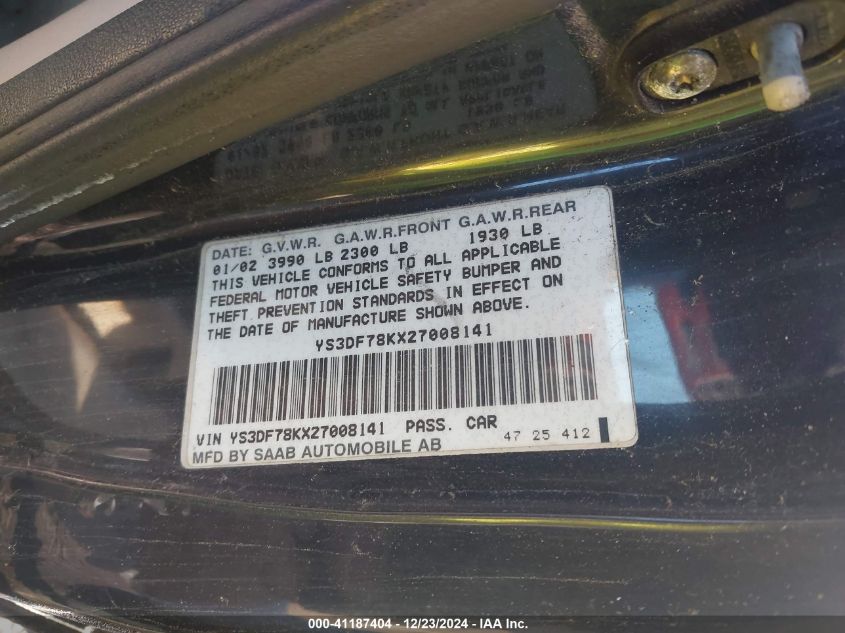 DATE: G.V.W.R. G.A.W.R.FRONT G.A.W.R.REAR
01/02 3990 LB 2300 LB 1930 LB
THIS VEHICLE CONFORMS TO ALL APPLICABLE
FEDERAL MOTOR VEHICLE SAFETY BUMPER AND
THEFT PREVENTION STANDARDS IN EFFECT ON
THE DATE OF MANUFACTURE SHOWN ABOVE.
YS3DF78KX27008141
VIN YS3DF78KX27008141 PASS. CAR
MFD BY SAAB AUTOMOBILE AB 47 25 412
000-41187404 / 12/23/2024 - IAA Inc.